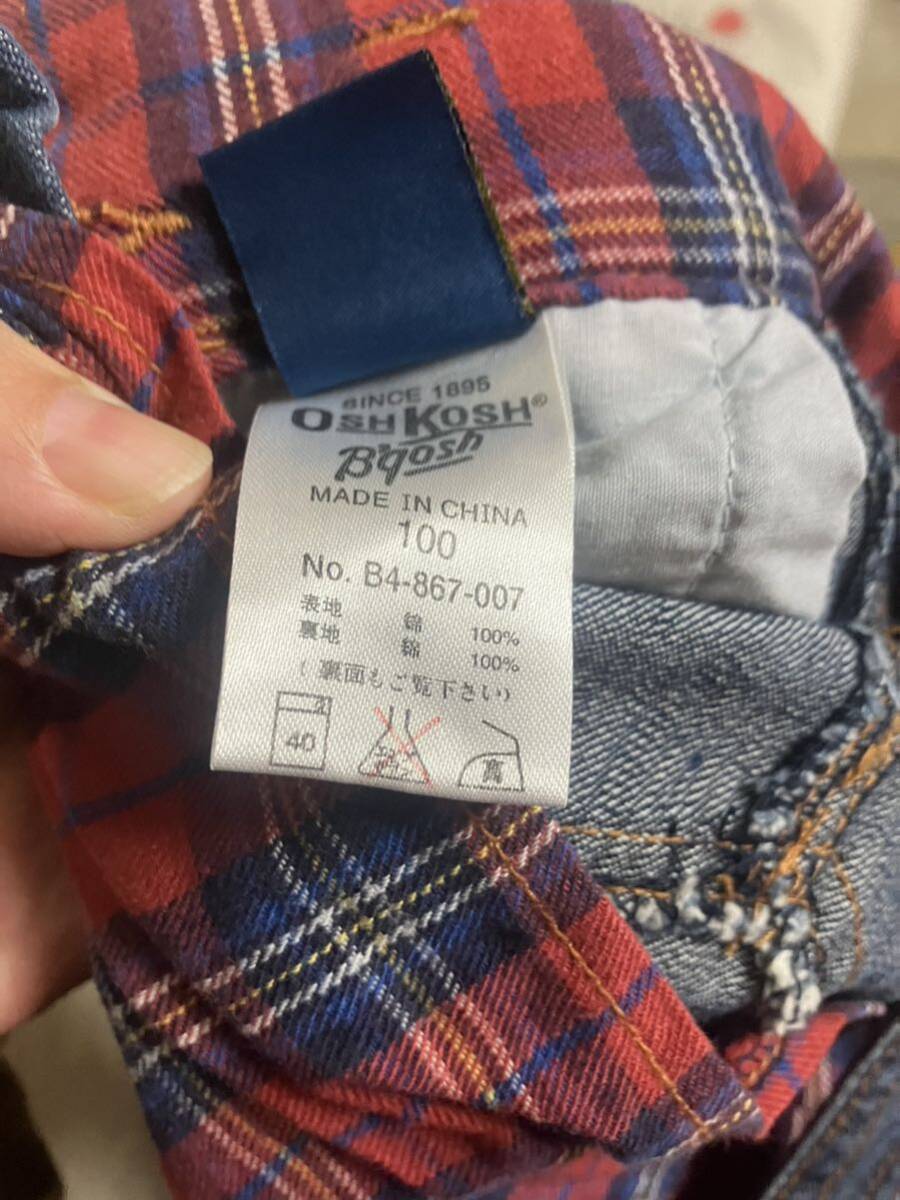 SINCE 1895
OSHKOSH®
B'gosh
MADE IN CHINA
100
No. B4-867-007
表地 綿 100%
裏地 綿 100%
(裏面もご覧下さい)
40
高